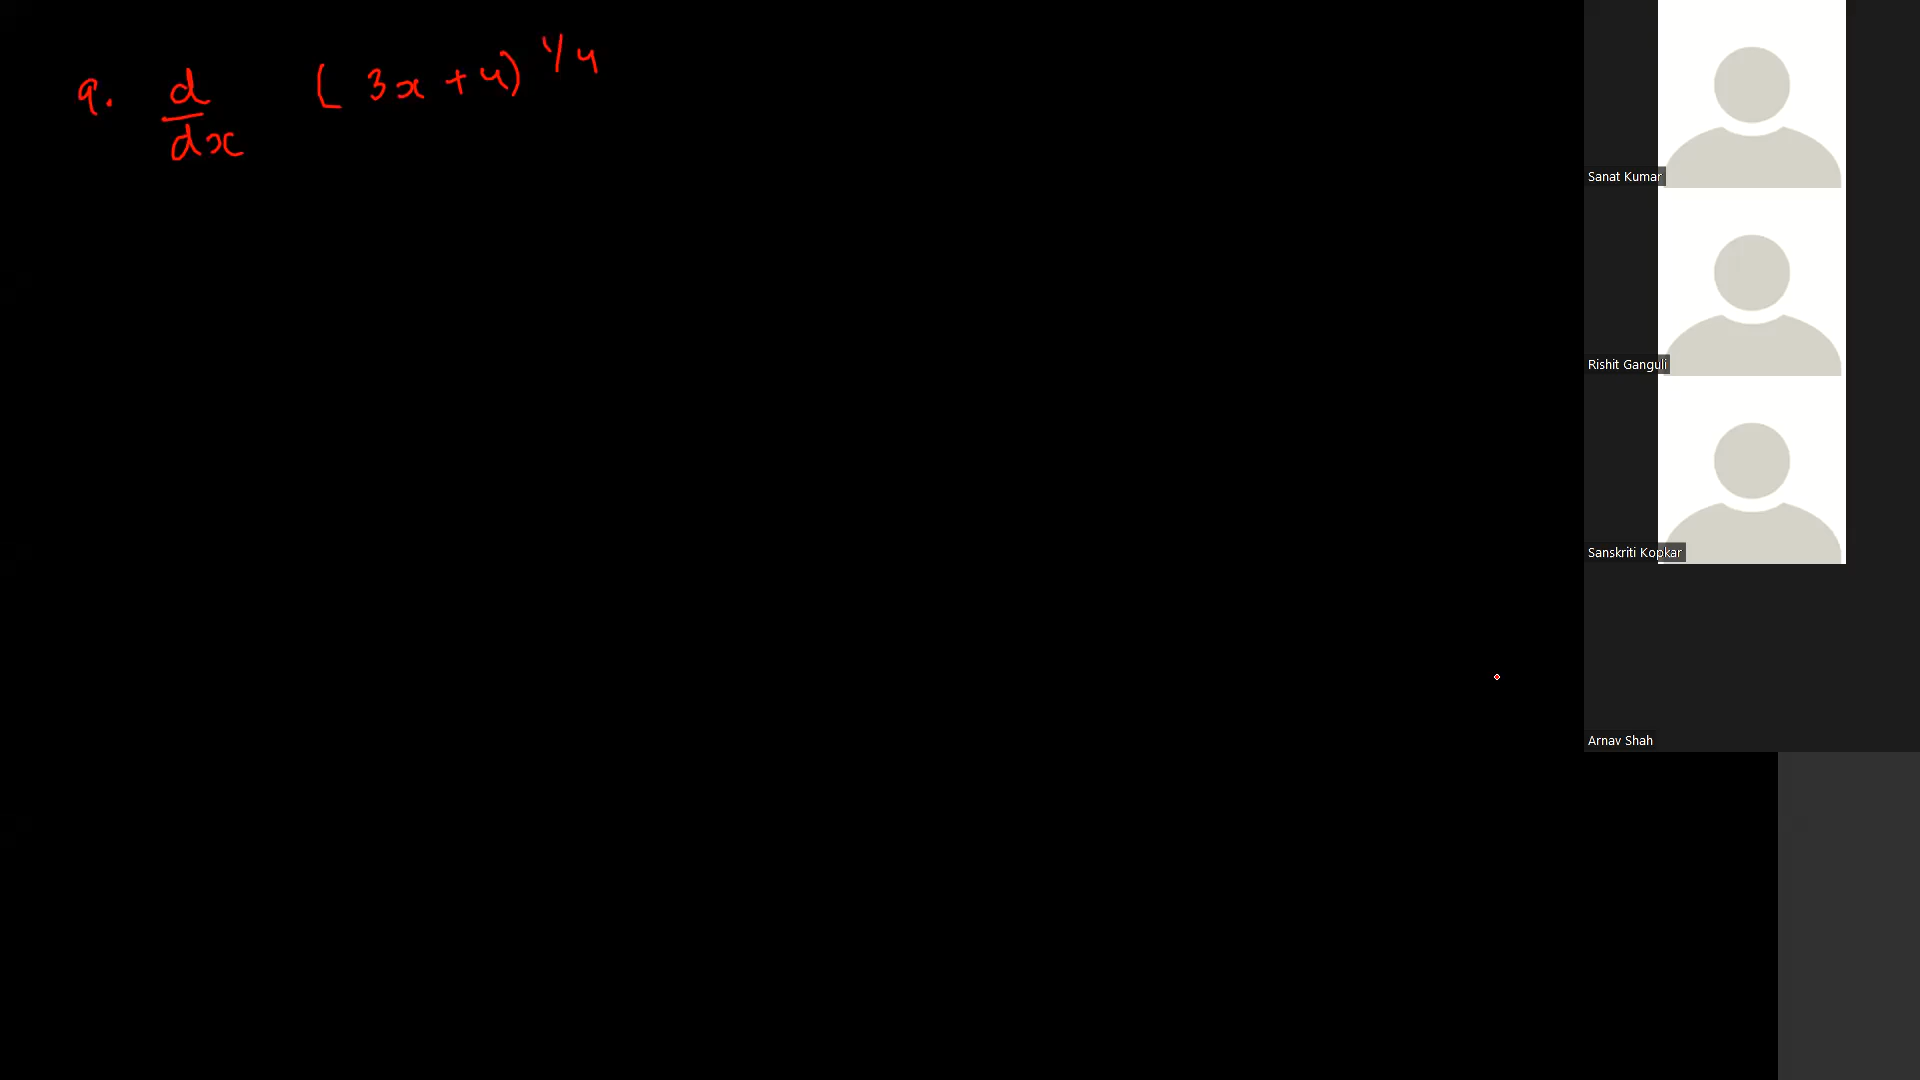 q. d/dx (3x+4)^1/4
Sanat Kumar
Rishit Ganguli
Sanskriti Kopkar
Arnav Shah